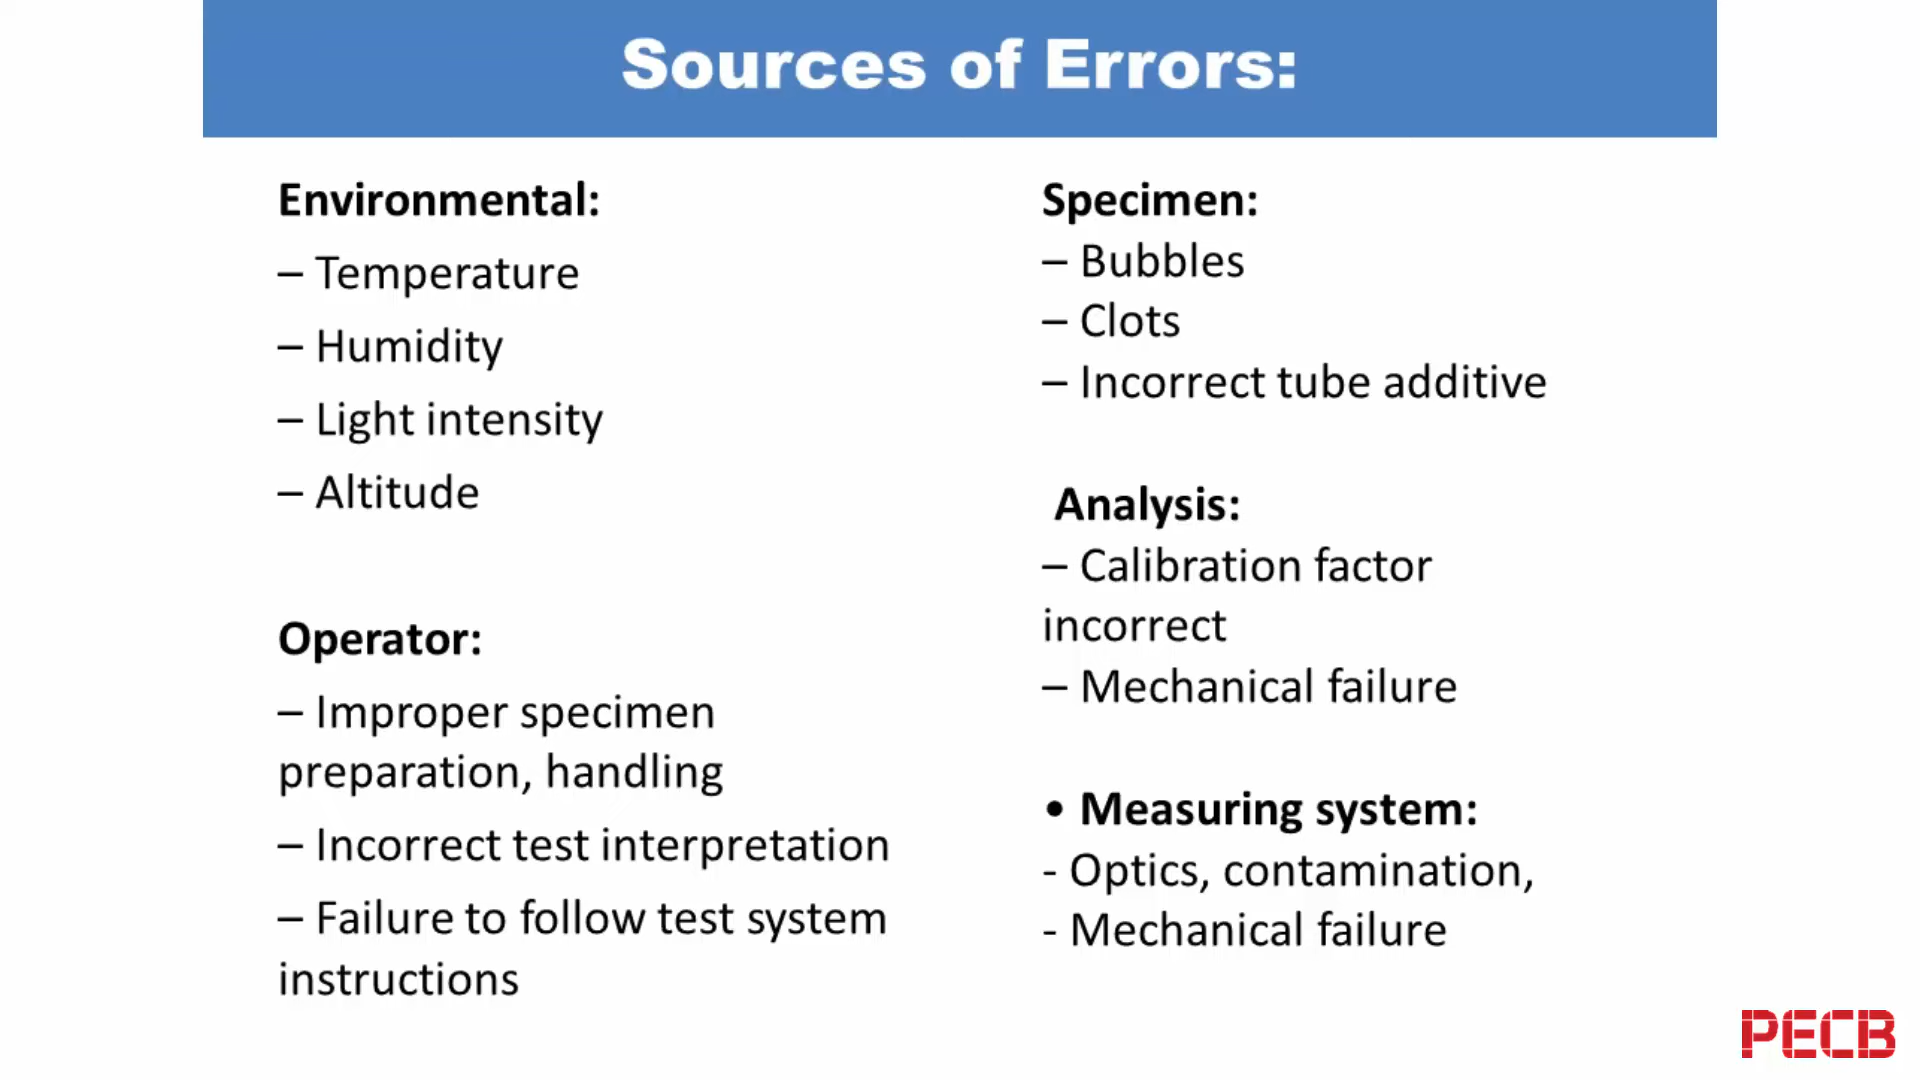 Sources of Errors:
Environmental:
– Temperature
– Humidity
– Light intensity
– Altitude
Operator:
– Improper specimen
preparation, handling
– Incorrect test interpretation
– Failure to follow test system
instructions
Specimen:
– Bubbles
– Clots
– Incorrect tube additive
Analysis:
– Calibration factor
incorrect
– Mechanical failure
• Measuring system:
- Optics, contamination,
- Mechanical failure
PECB